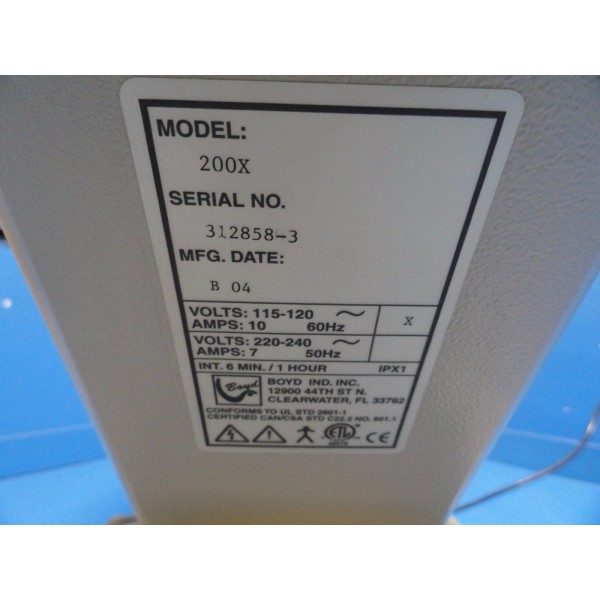 MODEL:
200X
SERIAL NO.
312858-3
MFG. DATE:
B 04
VOLTS: 115-120
AMPS: 10 60Hz X
VOLTS: 220-240
AMPS: 7 50Hz
INT. 6 MIN. / 1 HOUR IPX1
Boyd
BOYD IND. INC.
12900 44TH ST N.
CLEARWATER, FL 33762
CONFORMS TO UL STD 2601-1
CERTIFIED CAN/CSA STD C22.2 NO. 601.1
ETL CE